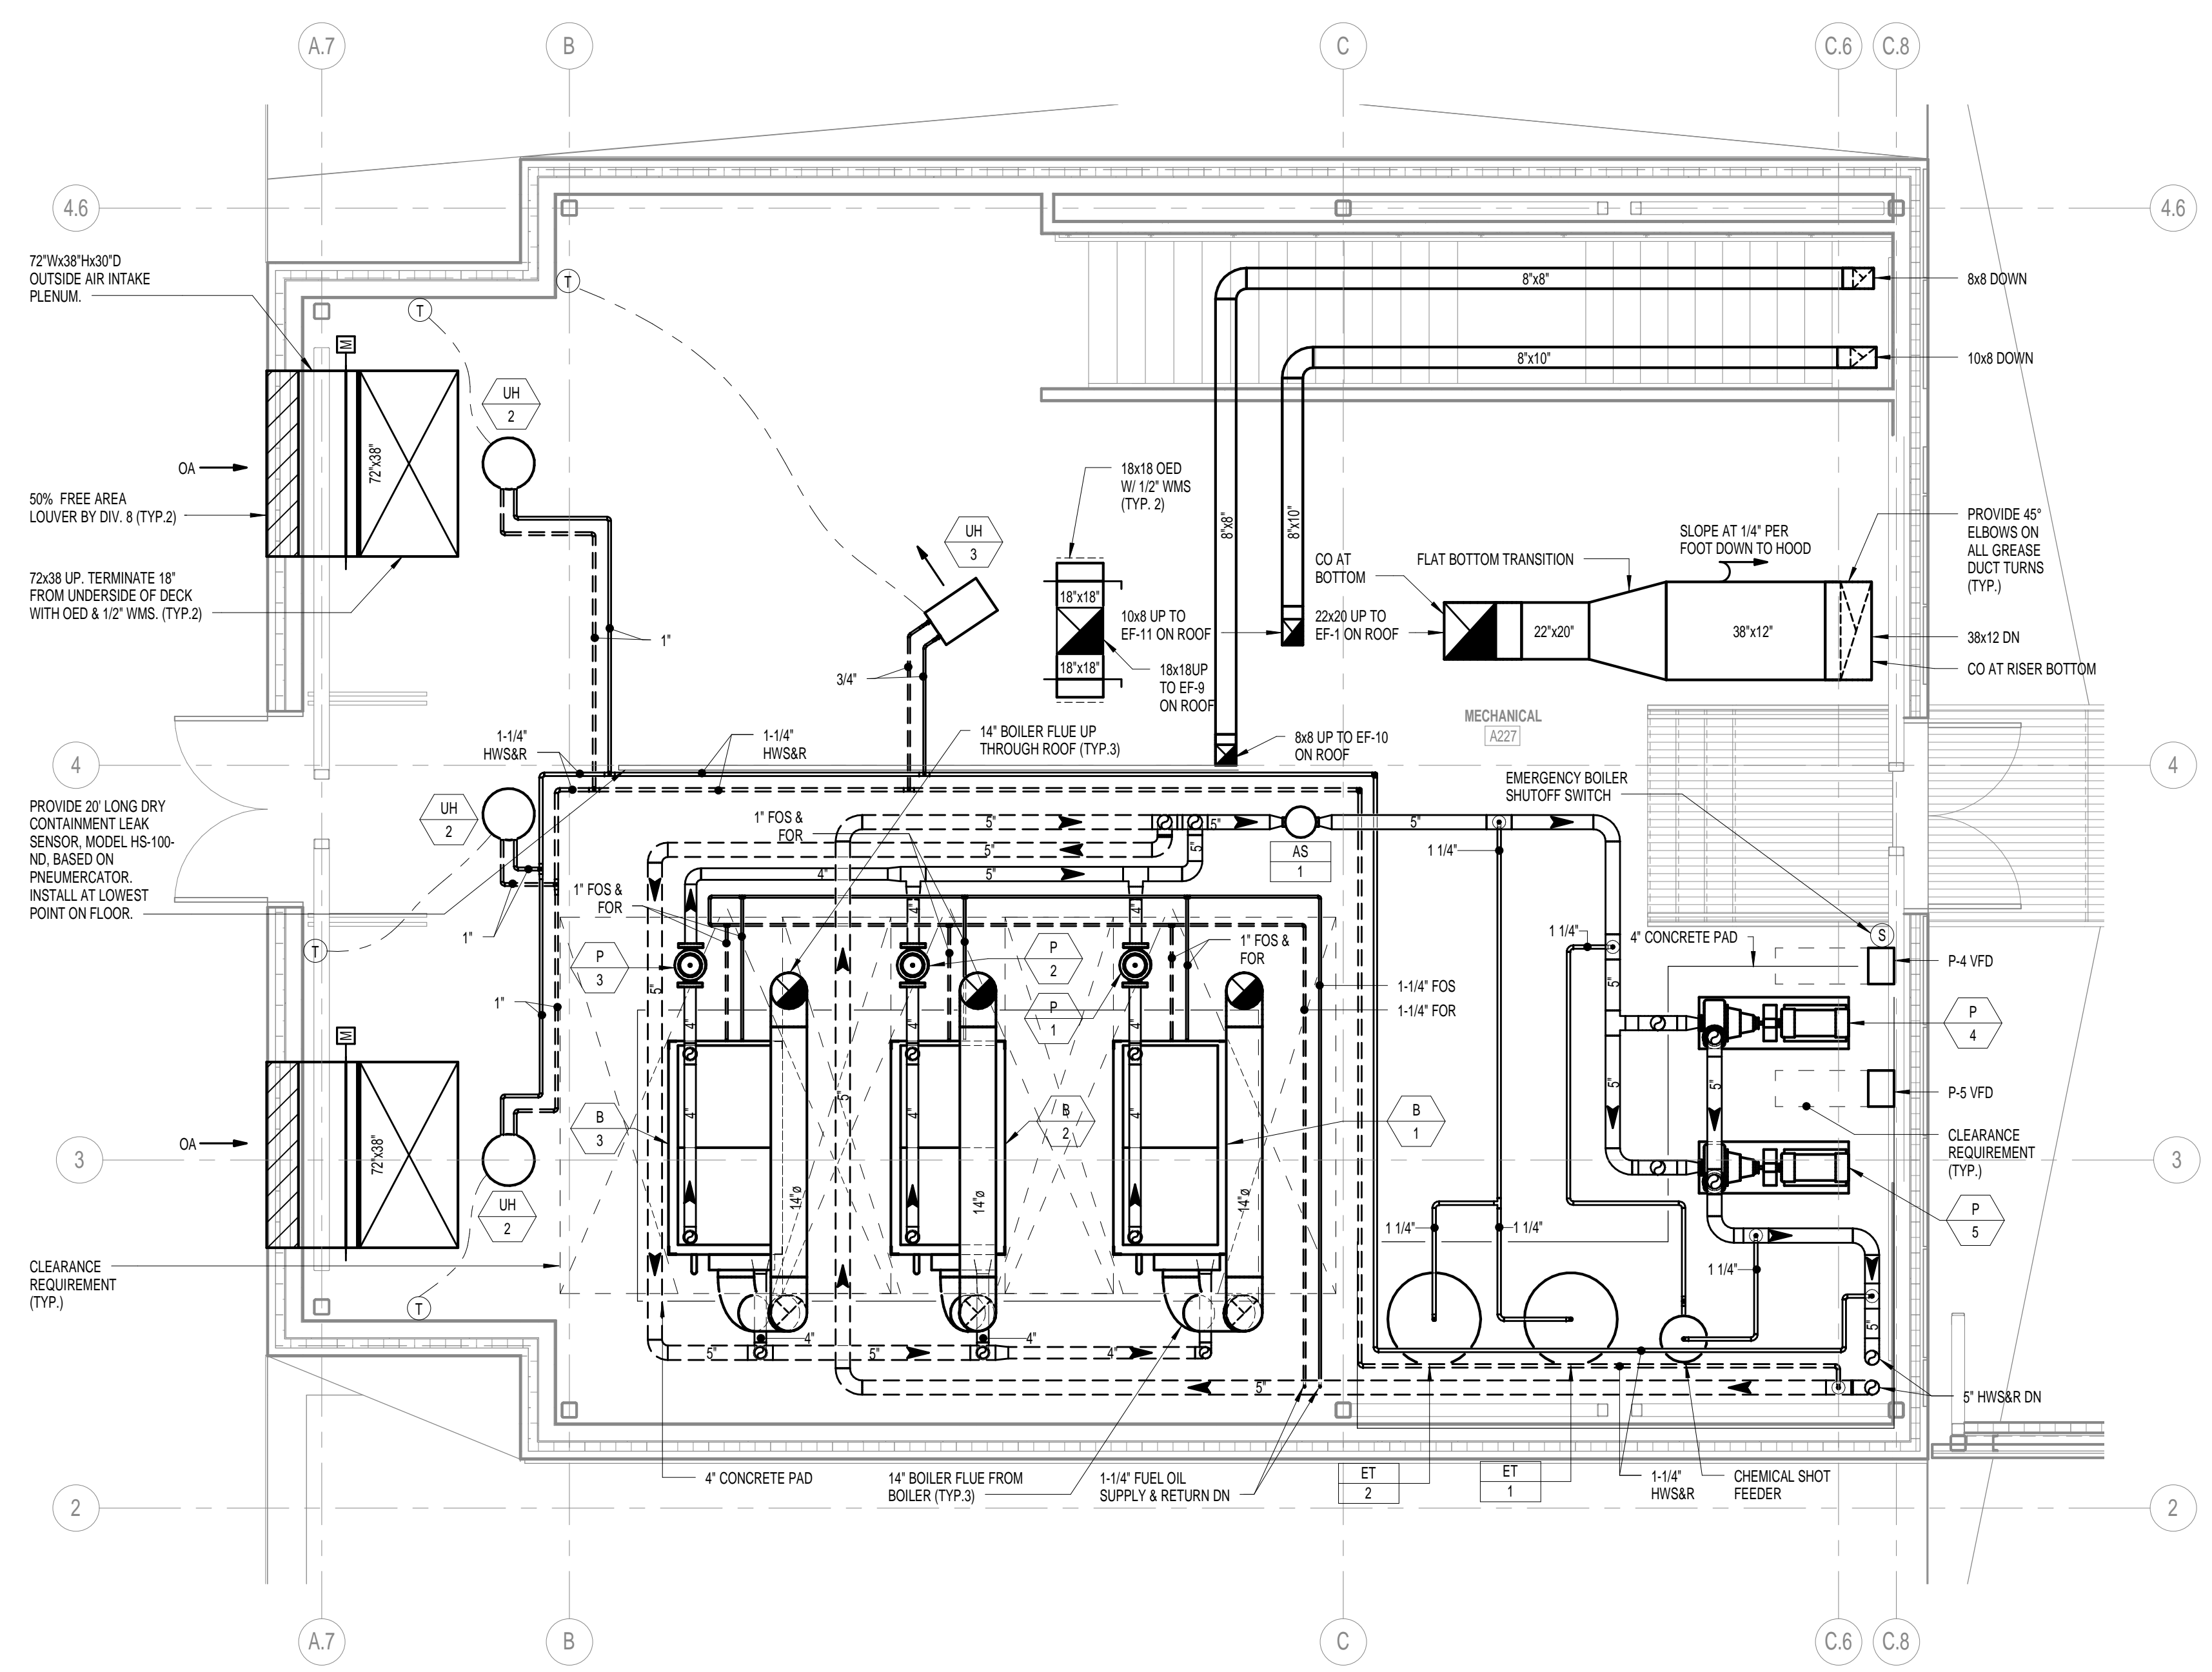 A.7
B
C
C.6
C.8
4.6
4.6
72"Wx38"Hx30"D
OUTSIDE AIR INTAKE
PLENUM.
T
T
M
8"x8"
8x8 DOWN
8"x10"
10x8 DOWN
UH
2
72"x38"
OA
50% FREE AREA
LOUVER BY DIV. 8 (TYP.2)
72x38 UP. TERMINATE 18"
FROM UNDERSIDE OF DECK
WITH OED & 1/2" WMS. (TYP.2)
1"
UH
3
3/4"
18x18 OED
W/ 1/2" WMS
(TYP. 2)
18"x18"
18"x18"
10x8 UP TO
EF-11 ON ROOF
18x18UP
TO EF-9
ON ROOF
8"x8"
8"x10"
CO AT
BOTTOM
22x20 UP TO
EF-1 ON ROOF
FLAT BOTTOM TRANSITION
SLOPE AT 1/4" PER
FOOT DOWN TO HOOD
22"x20"
38"x12"
PROVIDE 45°
ELBOWS ON
ALL GREASE
DUCT TURNS
(TYP.)
38x12 DN
CO AT RISER BOTTOM
MECHANICAL
A227
8x8 UP TO EF-10
ON ROOF
14" BOILER FLUE UP
THROUGH ROOF (TYP.3)
1-1/4"
HWS&R
1-1/4"
HWS&R
4
4
EMERGENCY BOILER
SHUTOFF SWITCH
PROVIDE 20' LONG DRY
CONTAINMENT LEAK
SENSOR, MODEL HS-100-
ND, BASED ON
PNEUMERCATOR.
INSTALL AT LOWEST
POINT ON FLOOR.
UH
2
1"
T
1" FOS &
FOR
1" FOS &
FOR
1" FOS &
FOR
5"
5"
5"
5"
5"
5"
4"
AS
1
1 1/4"
1 1/4"
4" CONCRETE PAD
S
P-4 VFD
P
4
P-5 VFD
CLEARANCE
REQUIREMENT
(TYP.)
P
5
P
3
P
2
P
1
4"
4"
4"
4"
4"
5"
1-1/4" FOS
1-1/4" FOR
1"
M
5"
5"
5"
B
3
B
2
B
1
4"
4"
4"
5"
14"ø
14"ø
14"ø
3
3
OA
72"x38"
UH
2
T
CLEARANCE
REQUIREMENT
(TYP.)
1 1/4"
1 1/4"
1 1/4"
5"
4"
4"
5"
5"
4"
5"
5" HWS&R DN
4" CONCRETE PAD
14" BOILER FLUE FROM
BOILER (TYP.3)
1-1/4" FUEL OIL
SUPPLY & RETURN DN
ET
2
ET
1
1-1/4"
HWS&R
CHEMICAL SHOT
FEEDER
2
2
A.7
B
C
C.6
C.8